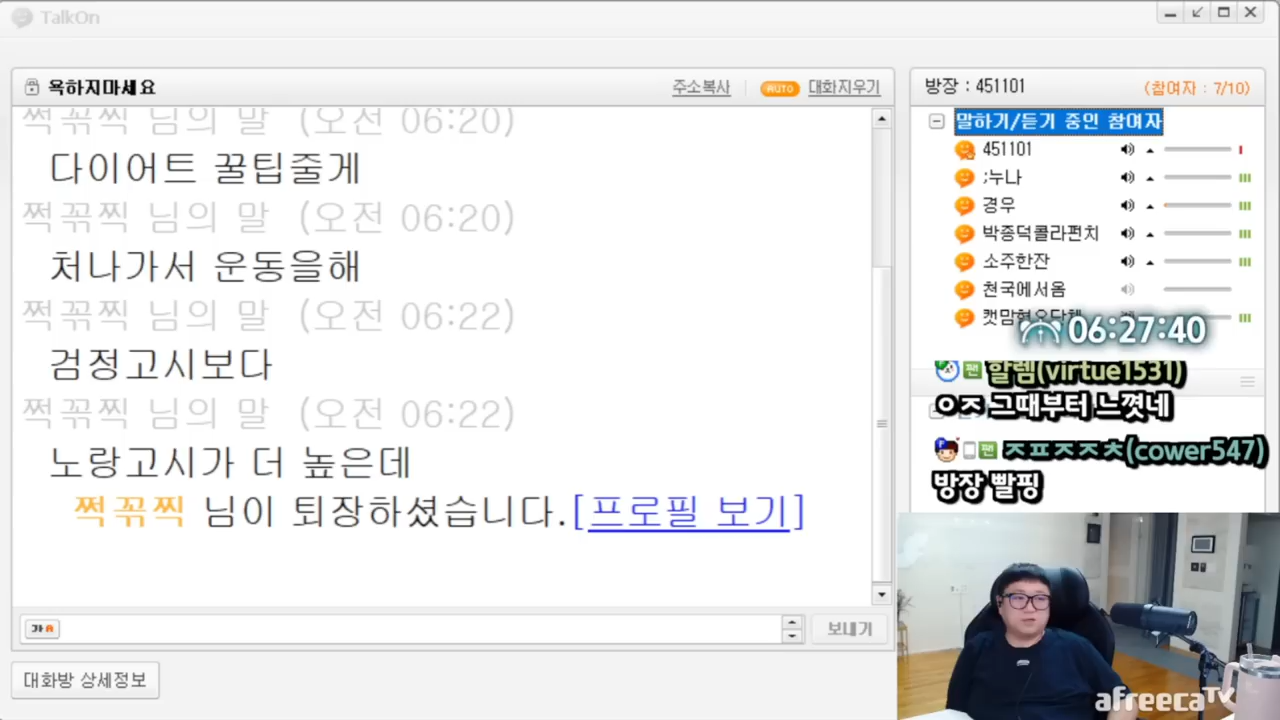 TalkOn
욕하지마세요
주소복사
AUTO 대화지우기
쩍꺾찍 님의 말 (오전 06:20)
다이어트 꿀팁줄게
쩍꺾찍 님의 말 (오전 06:20)
처나가서 운동을해
쩍꺾찍 님의 말 (오전 06:22)
검정고시보다
쩍꺾찍 님의 말 (오전 06:22)
노랑고시가 더 높은데
쩍꺾찍 님이 퇴장하셨습니다.[프로필 보기]
가
보내기
대화방 상세정보
방장 : 451101
(참여자 : 7/10)
말하기/듣기 중인 참여자
451101
;누나
경우
박종덕콜라펀치
소주한잔
천국에서옴
06:27:40
팬 할렘(virtue1531)
ㅇㅈ 그때부터 느꼇네
팬 ㅈㅍㅈㅈㅊ(cower547)
방장 빨핑
afreecaTV